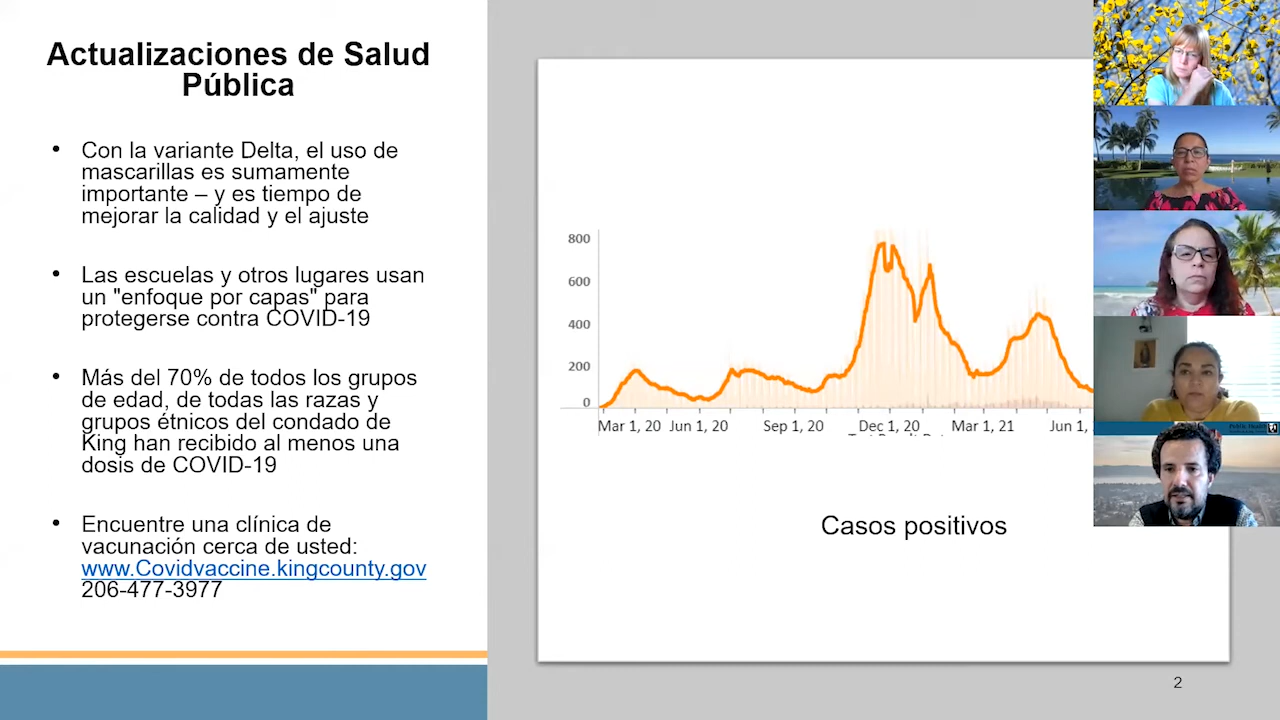 Actualizaciones de Salud
Pública
• Con la variante Delta, el uso de
mascarillas es sumamente
importante – y es tiempo de
mejorar la calidad y el ajuste
• Las escuelas y otros lugares usan
un "enfoque por capas" para
protegerse contra COVID-19
• Más del 70% de todos los grupos
de edad, de todas las razas y
grupos étnicos del condado de
King han recibido al menos una
dosis de COVID-19
• Encuentre una clínica de
vacunación cerca de usted:
www.Covidvaccine.kingcounty.gov
206-477-3977
800
600
400
200
0
Mar 1, 20 Jun 1, 20 Sep 1, 20 Dec 1, 20 Mar 1, 21 Jun 1,
Casos positivos
2